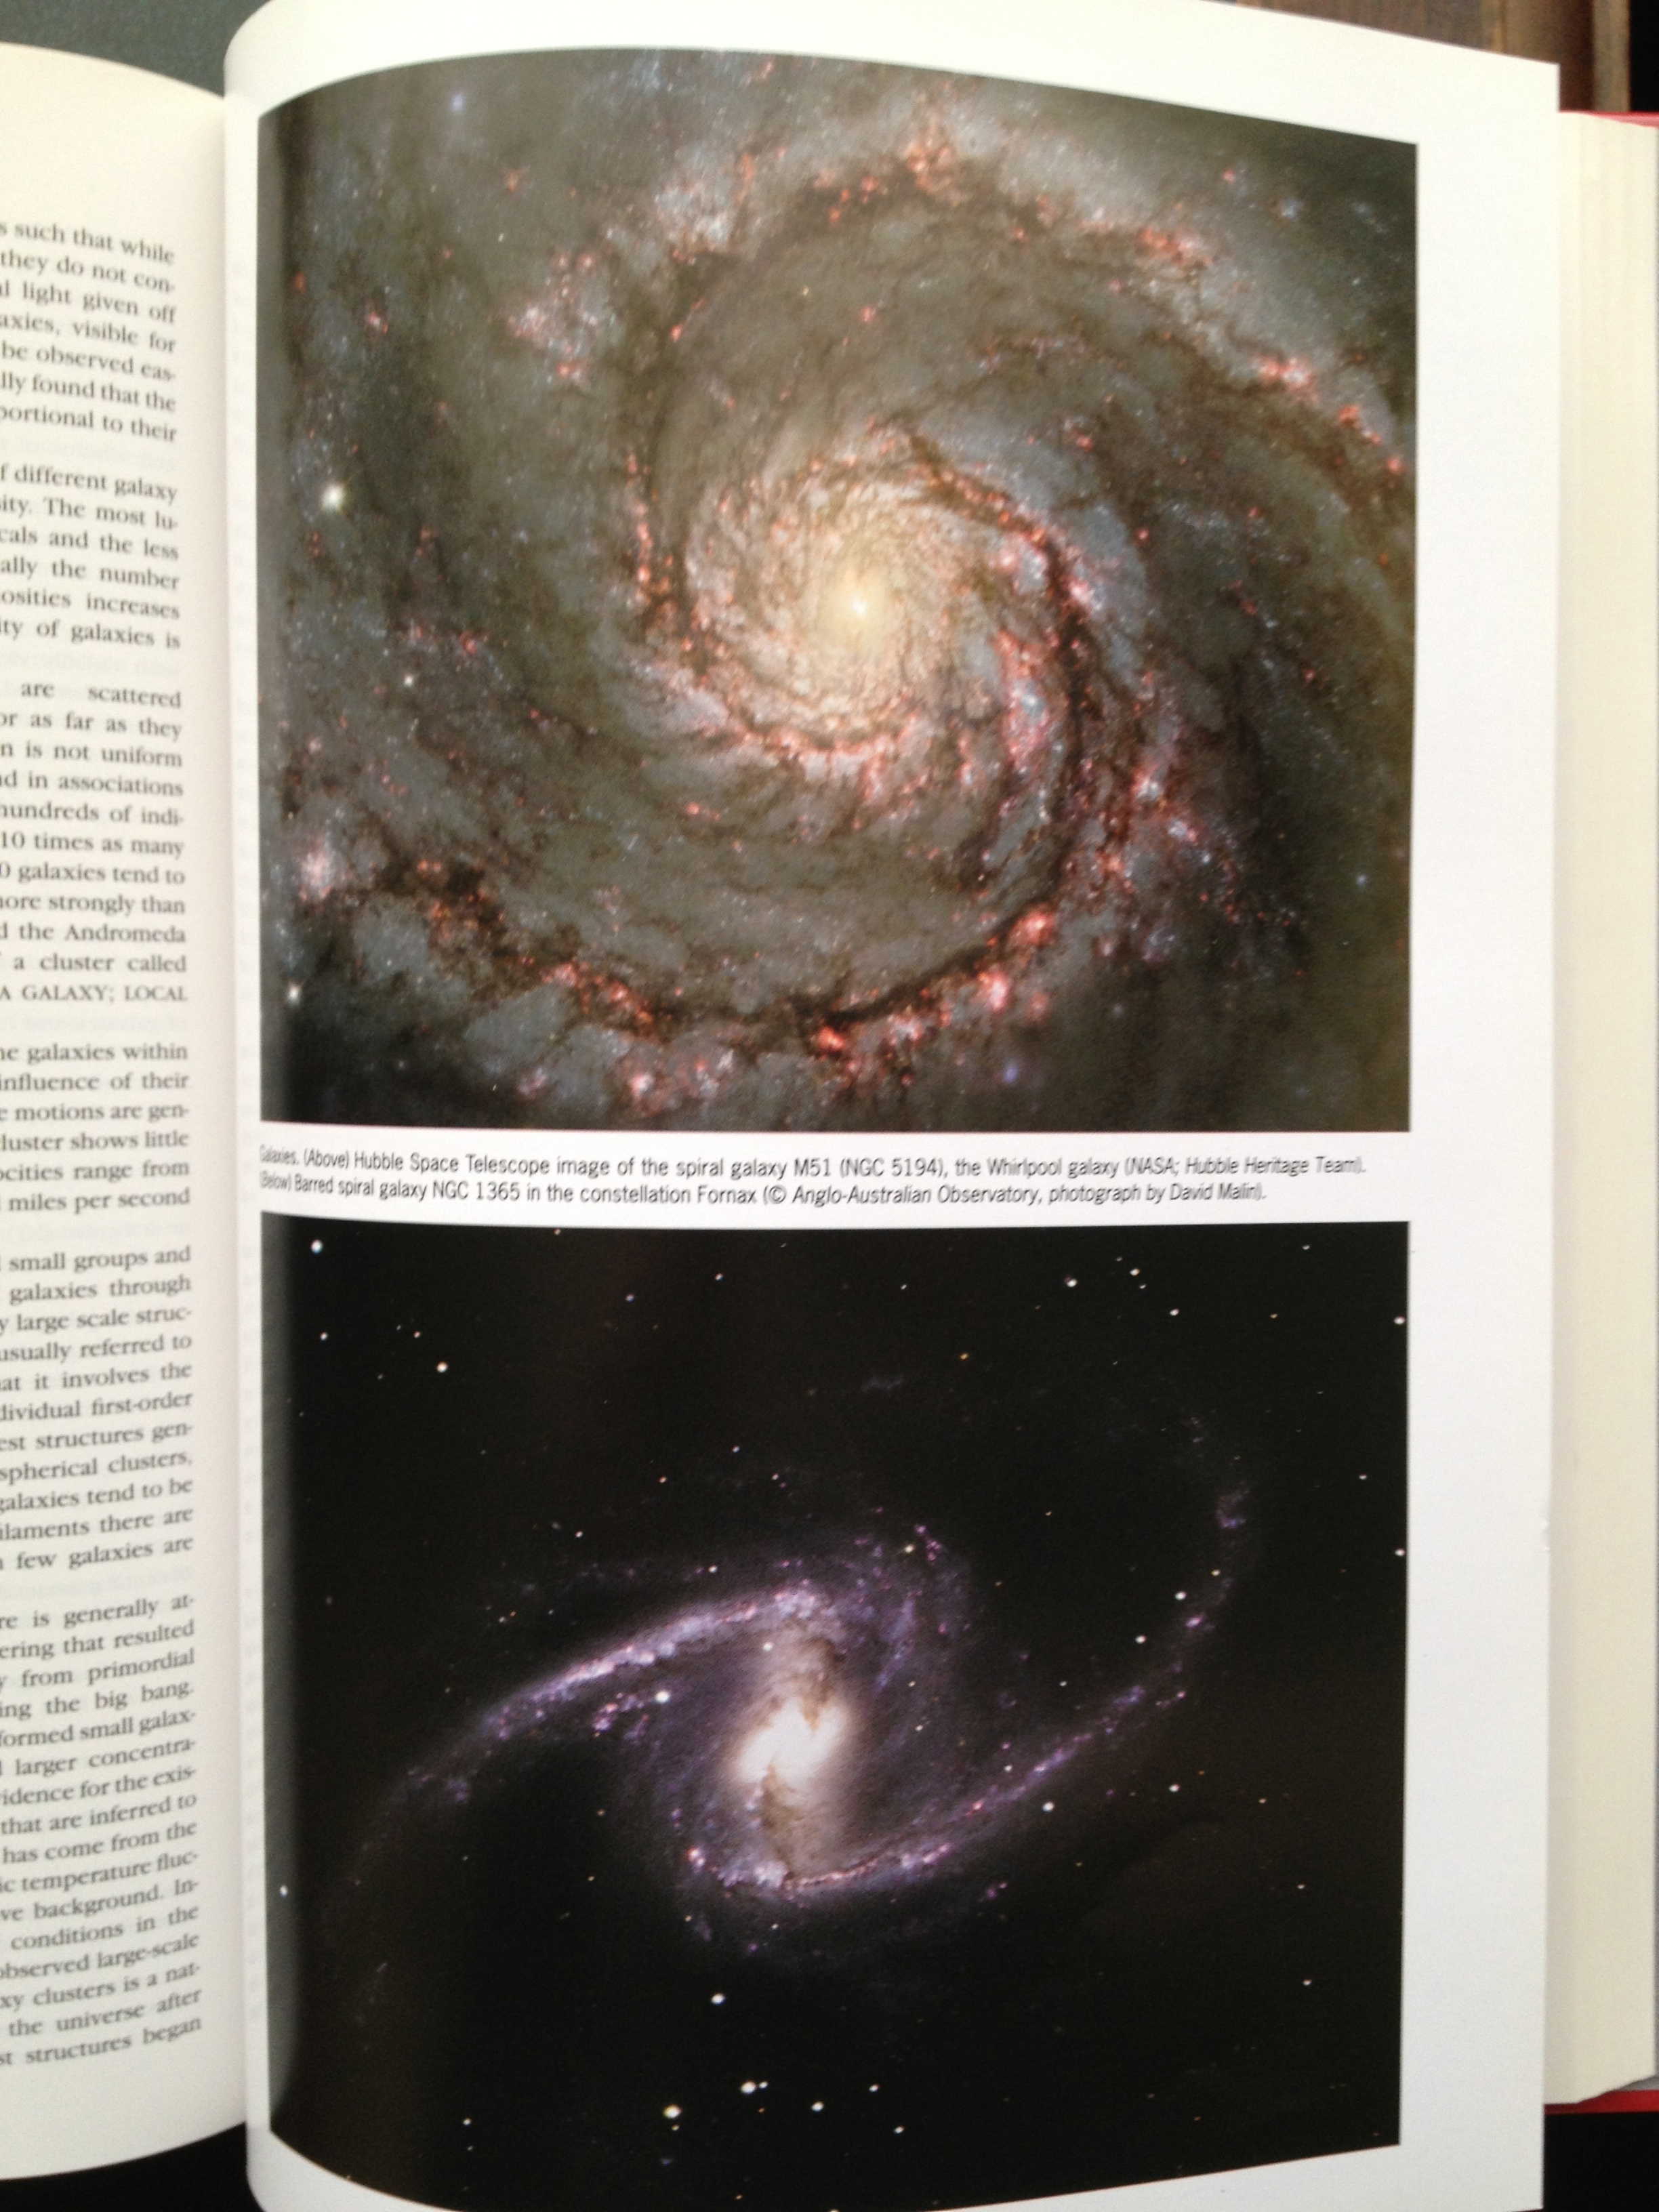 s such that while
they do not con-
l light given off
axies, visible for
be observed eas-
lly found that the
portional to their
f different galaxy
ity. The most lu-
cals and the less
ally the number
osities increases
ity of galaxies is
are scattered
or as far as they
n is not uniform
d in associations
hundreds of indi-
10 times as many
0 galaxies tend to
nore strongly than
d the Andromeda
a cluster called
A GALAXY; LOCAL
ne galaxies within
influence of their
e motions are gen-
cluster shows little
ocities range from
miles per second
small groups and
galaxies through
y large scale struc-
usually referred to
at it involves the
dividual first-order
est structures gen-
spherical clusters,
galaxies tend to be
ilaments there are
n few galaxies are
re is generally at-
ering that resulted
y from primordial
ing the big bang.
formed small galax-
l larger concentra-
vidence for the exis-
that are inferred to
has come from the
ic temperature fluc-
ve background. In-
conditions in the
observed large-scale
xy clusters is a nat-
the universe after
st structures began
Galaxies. (Above) Hubble Space Telescope image of the spiral galaxy M51 (NGC 5194), the Whirlpool galaxy (NASA; Hubble Heritage Team).
(Below) Barred spiral galaxy NGC 1365 in the constellation Fornax (© Anglo-Australian Observatory, photograph by David Malin).